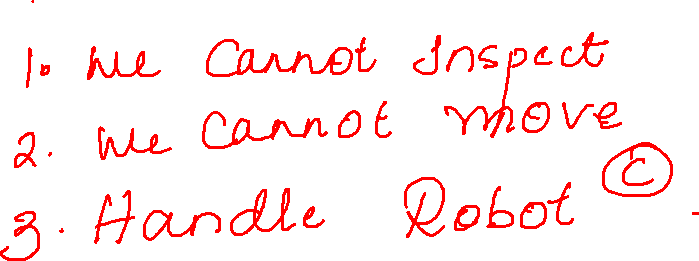 1. We Cannot Inspect
2. We Cannot move
3. Handle Robot ©